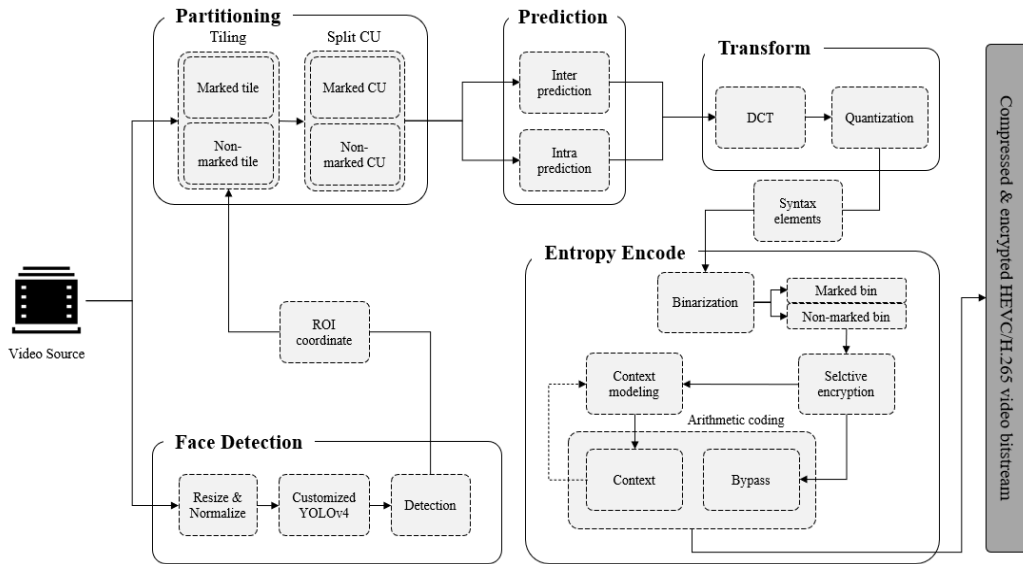 Partitioning
Tiling
Split CU
Marked tile
Non-
marked tile
Marked CU
Non-
marked CU
Prediction
Inter
prediction
Intra
prediction
Transform
DCT
Quantization
Syntax
elements
Video Source
ROI
coordinate
Face Detection
Resize &
Normalize
Customized
YOLOv4
Detection
Entropy Encode
Binarization
Marked bin
Non-marked bin
Selctive
encryption
Context
modeling
Arithmetic coding
Context
Bypass
Compressed & encrypted HEVC/H.265 video bitstream